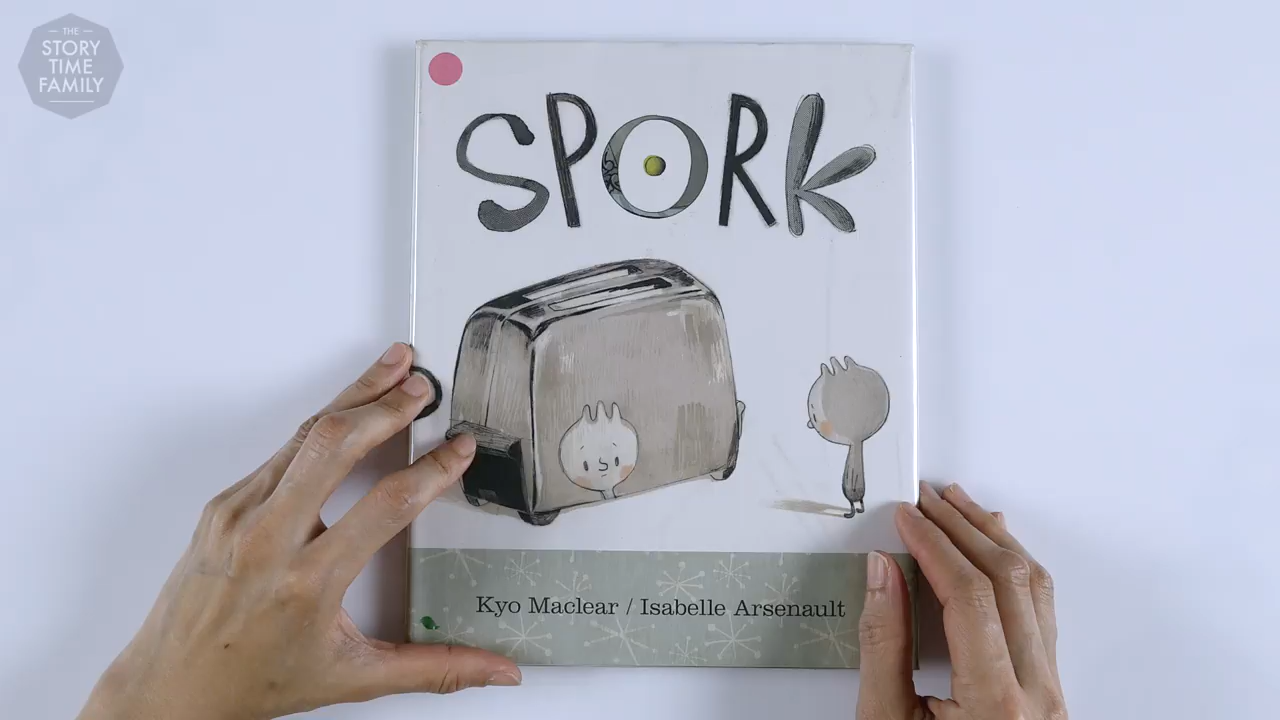 THE
STORY
TIME
FAMILY
SPORK
Kyo Maclear / Isabelle Arsenault